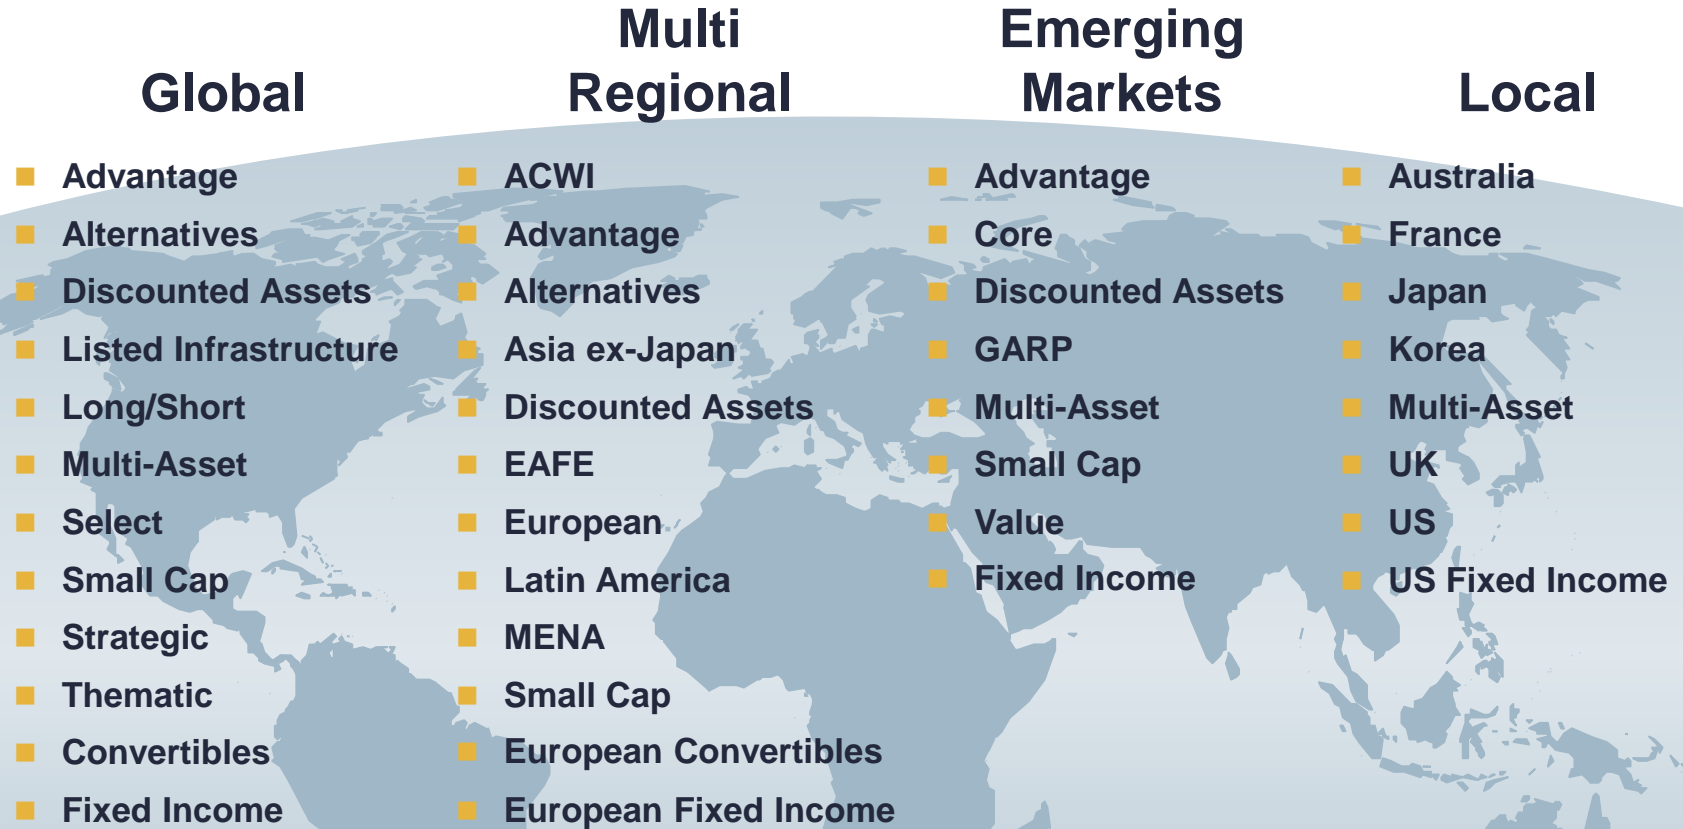 Global
Advantage
Alternatives
Discounted Assets
Listed Infrastructure
Long/Short
Multi-Asset
Select
Small Cap
Strategic
Thematic
Convertibles
Fixed Income
Multi
Regional
ACWI
Advantage
Alternatives
Asia ex-Japan
Discounted Assets
EAFE
European
Latin America
MENA
Small Cap
European Convertibles
European Fixed Income
Emerging
Markets
Advantage
Core
Discounted Assets
GARP
Multi-Asset
Small Cap
Value
Fixed Income
Local
Australia
France
Japan
Korea
Multi-Asset
UK
US
US Fixed Income